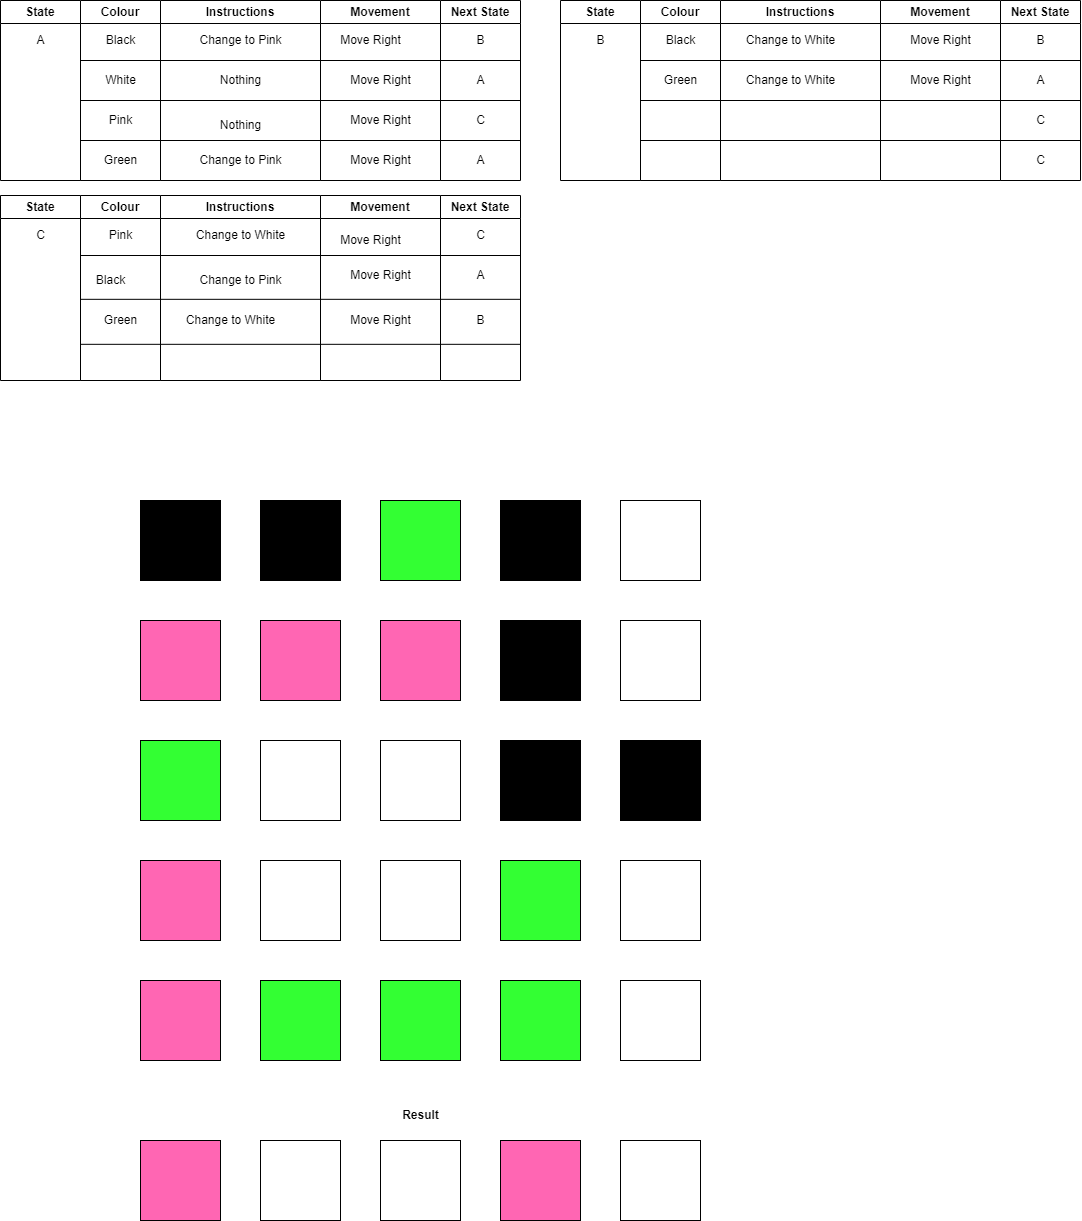 State Colour Instructions Movement Next State
A Black Change to Pink Move Right B
White Nothing Move Right A
Pink Nothing Move Right C
Green Change to Pink Move Right A
State Colour Instructions Movement Next State
B Black Change to White Move Right B
Green Change to White Move Right A
C
C
State Colour Instructions Movement Next State
C Pink Change to White Move Right C
Black Change to Pink Move Right A
Green Change to White Move Right B
Result